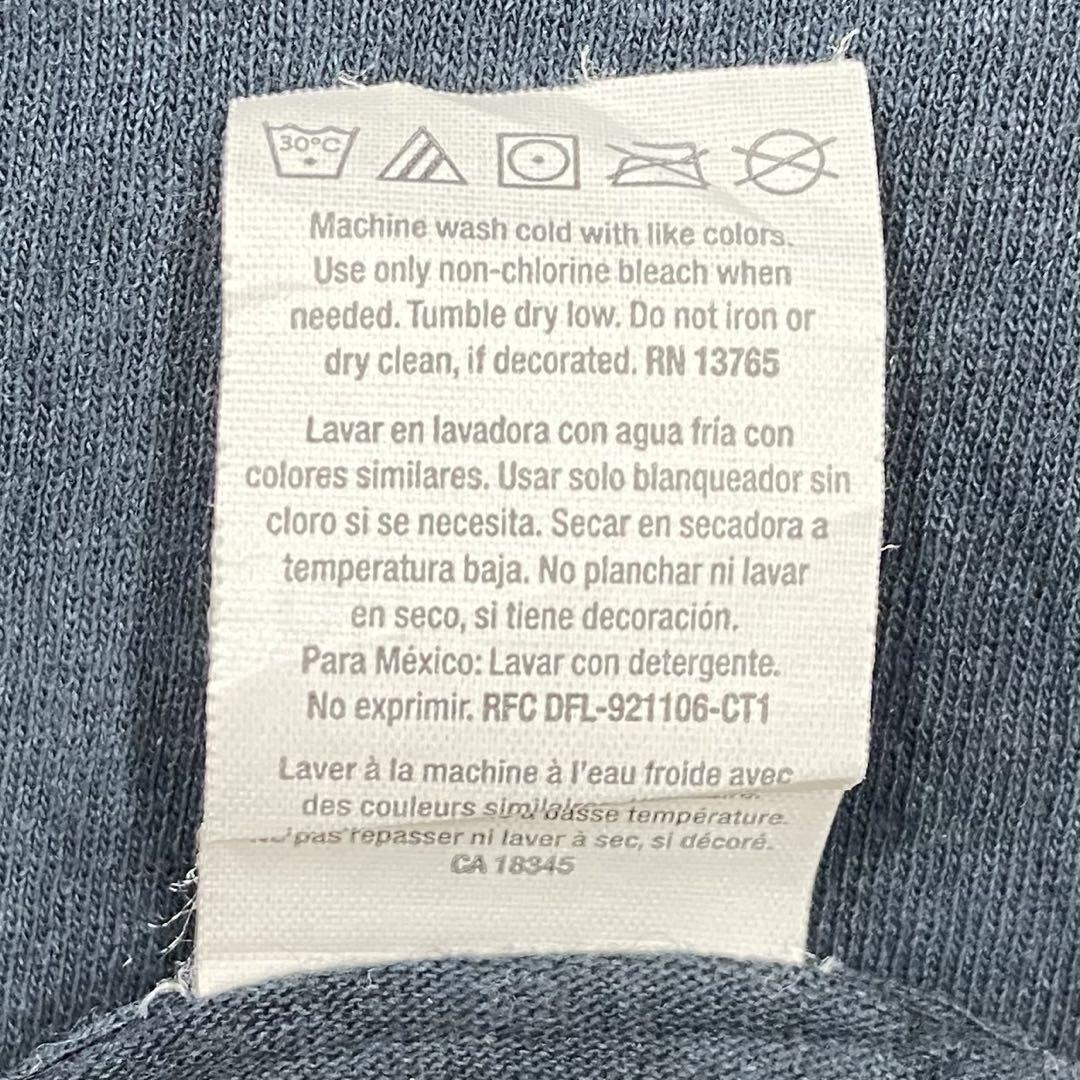 30°C
Machine wash cold with like colors.
Use only non-chlorine bleach when
needed. Tumble dry low. Do not iron or
dry clean, if decorated. RN 13765
Lavar en lavadora con agua fría con
colores similares. Usar solo blanqueador sin
cloro si se necesita. Secar en secadora a
temperatura baja. No planchar ni lavar
en seco, si tiene decoración.
Para México: Lavar con detergente.
No exprimir. RFC DFL-921106-CT1
Laver à la machine à l'eau froide avec
des couleurs température.
pas repasser ni laver à sec, si décoré.
CA 18345